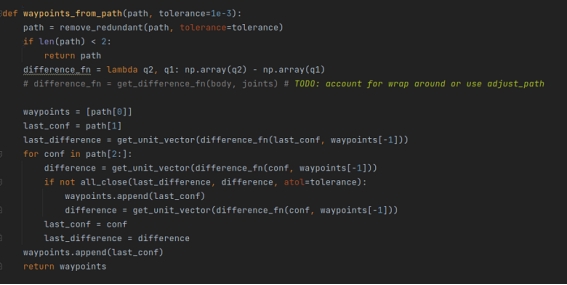 def waypoints_from_path(path, tolerance=1e-3):
    path = remove_redundant(path, tolerance=tolerance)
    if len(path) < 2:
        return path
    difference_fn = lambda q2, q1: np.array(q2) - np.array(q1)
    # difference_fn = get_difference_fn(body, joints) # TODO: account for wrap around or use adjust_path

    waypoints = [path[0]]
    last_conf = path[1]
    last_difference = get_unit_vector(difference_fn(last_conf, waypoints[-1]))
    for conf in path[2:]:
        difference = get_unit_vector(difference_fn(conf, waypoints[-1]))
        if not all_close(last_difference, difference, atol=tolerance):
            waypoints.append(last_conf)
            difference = get_unit_vector(difference_fn(conf, waypoints[-1]))
        last_conf = conf
        last_difference = difference
    waypoints.append(last_conf)
    return waypoints